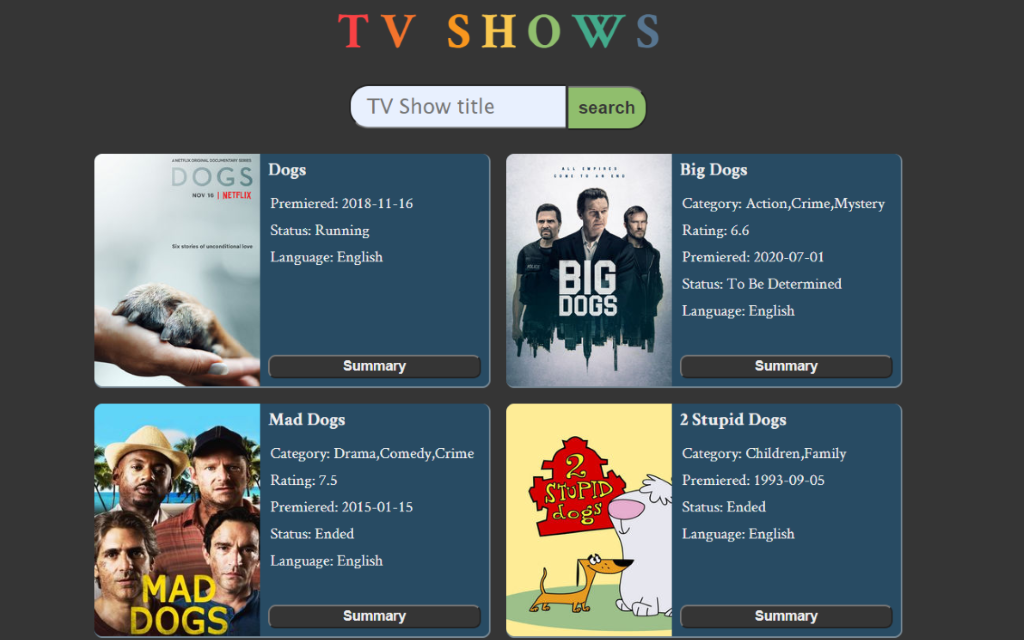 TV SHOWS
TV Show title
search
A NETFLIX ORIGINAL DOCUMENTARY SERIES
DOGS
NOV 16 | NETFLIX
Six stories of unconditional love
Dogs
Premiered: 2018-11-16
Status: Running
Language: English
Summary
ALL EMPIRES
COME TO AN END
POLICE
BIG
DOGS
Big Dogs
Category: Action,Crime,Mystery
Rating: 6.6
Premiered: 2020-07-01
Status: To Be Determined
Language: English
Summary
MAD
DOGS
Mad Dogs
Category: Drama,Comedy,Crime
Rating: 7.5
Premiered: 2015-01-15
Status: Ended
Language: English
Summary
2
STUPID
dogs
2 Stupid Dogs
Category: Children,Family
Premiered: 1993-09-05
Status: Ended
Language: English
Summary